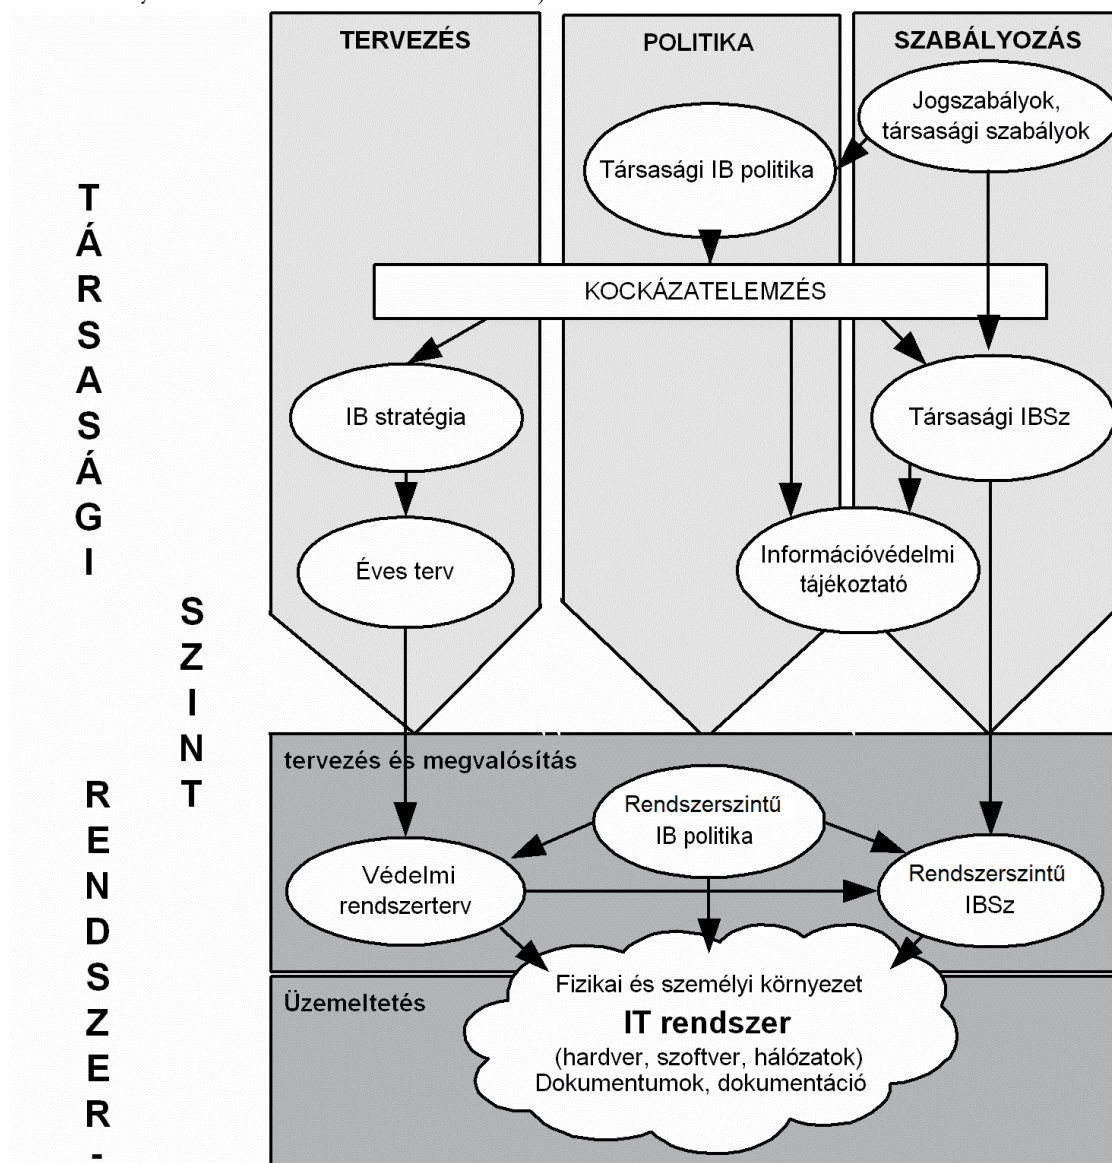 TERVEZÉS
POLITIKA
SZABÁLYOZÁS
Jogszabályok,
társasági szabályok
Társasági IB politika
KOCKÁZATELEMZÉS
IB stratégia
Társasági IBSz
Éves terv
Információvédelmi
tájékoztató
TÁRSASÁGI
SZINT
tervezés és megvalósítás
Rendszerszintű
IB politika
Védelmi
rendszerterv
Rendszerszintű
IBSz
Üzemeltetés
Fizikai és személyi környezet
IT rendszer
(hardver, szoftver, hálózatok)
Dokumentumok, dokumentáció
RENDSZER-